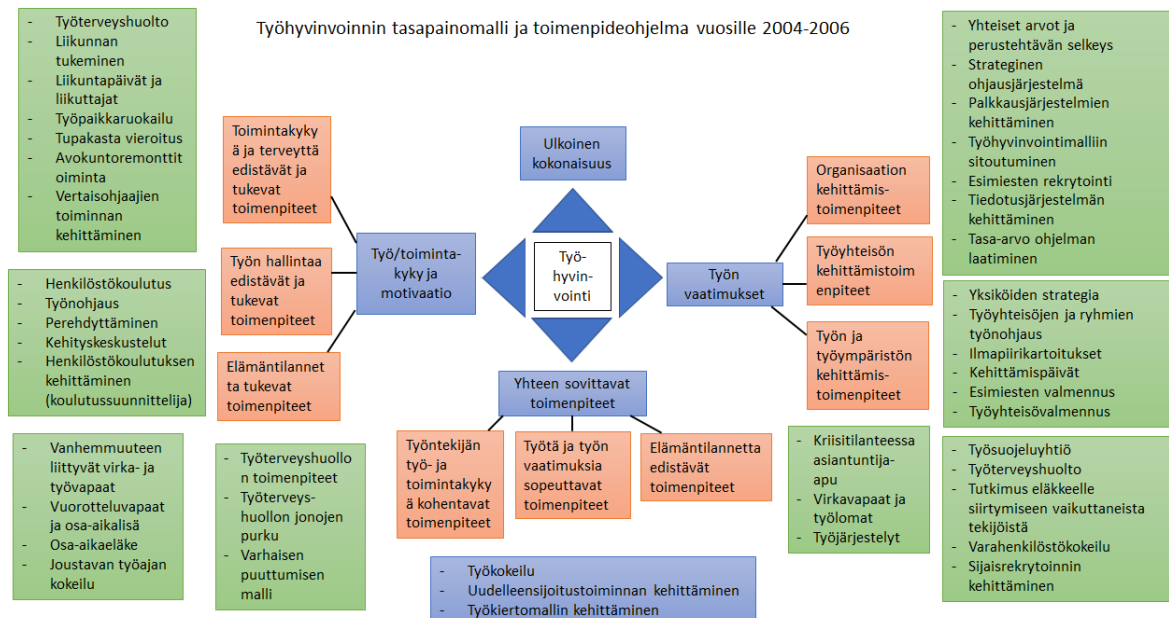 Työhyvinvoinnin tasapainomalli ja toimenpideohjelma vuosille 2004-2006
- Työterveyshuolto
- Liikunnan
tukeminen
- Liikuntapäivät ja
liikuttajat
- Työpaikkaruokailu
- Tupakasta vieroitus
- Avokuntoremonttit
oiminta
- Vertaisohjaajien
toiminnan
kehittäminen
- Henkilöstökoulutus
- Työnohjaus
- Perehdyttäminen
- Kehityskeskustelut
- Henkilöstökoulutuksen
kehittäminen
(koulutussuunnittelija)
- Vanhemmuuteen
liittyvät virka- ja
työvapaat
- Vuorotteluvapaat
ja osa-aikalisä
- Osa-aikaeläke
- Joustavan työajan
kokeilu
Toimintakyky
ä ja terveyttä
edistävät ja
tukevat
toimenpiteet
Työn hallintaa
edistävät ja
tukevat
toimenpiteet
Elämäntilannet
ta tukevat
toimenpiteet
Työ/toiminta-
kyky ja
motivaatio
Ulkoinen
kokonaisuus
Työ-
hyvin-
vointi
Työn
vaatimukset
Yhteen sovittavat
toimenpiteet
Organisaation
kehittämis-
toimenpiteet
Työyhteisön
kehittämistoim
enpiteet
Työn ja
työympäristön
kehittämis-
toimenpiteet
- Yhteiset arvot ja
perustehtävän selkeys
- Strateginen
ohjausjärjestelmä
- Palkkausjärjestelmien
kehittäminen
- Työhyvinvointimalliin
sitoutuminen
- Esimiesten rekrytointi
- Tiedotusjärjestelmän
kehittäminen
- Tasa-arvo ohjelman
laatiminen
- Yksiköiden strategia
- Työyhteisöjen ja ryhmien
työnohjaus
- Ilmapiirikartoitukset
- Kehittämispäivät
- Esimiesten valmennus
- Työyhteisövalmennus
- Työsuojeluyhtiö
- Työterveyshuolto
- Tutkimus eläkkeelle
siirtymiseen vaikuttaneista
tekijöistä
- Varahenkilöstökokeilu
- Sijaisrekrytoinnin
kehittäminen
Työntekijän
työ- ja
toimintakyky
ä kohentavat
toimenpiteet
Työtä ja työn
vaatimuksia
sopeuttavat
toimenpiteet
Elämäntilannetta
edistävät
toimenpiteet
- Työterveyshuollo
n toimenpiteet
- Työterveys-
huollon jonojen
purku
- Varhaisen
puuttumisen
malli
- Työkokeilu
- Uudelleensijoitustoiminnan kehittäminen
- Työkiertomallin kehittäminen
- Kriisitilanteessa
asiantuntija-
apu
- Virkavapaat ja
työlomat
- Työjärjestelyt